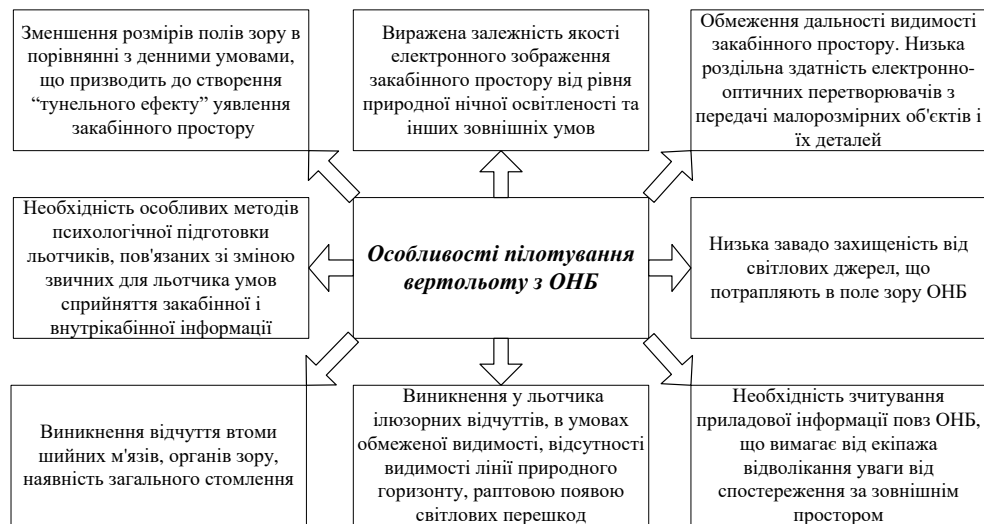 Зменшення розмірів полів зору в
порівнянні з денними умовами,
що призводить до створення
“тунельного ефекту” уявлення
закабінного простору
Виражена залежність якості
електронного зображення
закабінного простору від рівня
природної нічної освітленості та
інших зовнішніх умов
Обмеження дальності видимості
закабінного простору. Низька
роздільна здатність електронно-
оптичних перетворювачів з
передачі малорозмірних об'єктів і
їх деталей
Необхідність особливих методів
психологічної підготовки
льотчиків, пов'язаних зі зміною
звичних для льотчика умов
сприйняття закабінної і
внутрікабінної інформації
Особливості пілотування
вертольоту з ОНБ
Низька завадо захищеність від
світлових джерел, що
потрапляють в поле зору ОНБ
Виникнення відчуття втоми
шийних м'язів, органів зору,
наявність загального стомлення
Виникнення у льотчика
ілюзорних відчуттів, в умовах
обмеженої видимості, відсутності
видимості лінії природного
горизонту, раптовою появою
світлових перешкод
Необхідність зчитування
приладової інформації повз ОНБ,
що вимагає від екіпажа
відволікання уваги від
спостереження за зовнішнім
простором